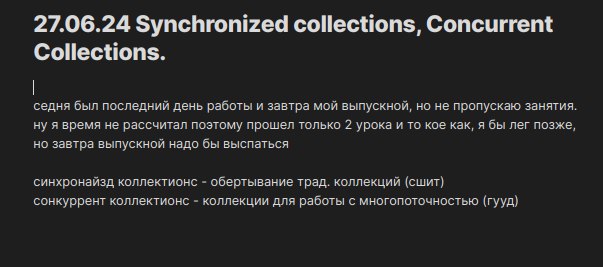 27.06.24 Synchronized collections, Concurrent
Collections.
седня был последний день работы и завтра мой выпускной, но не пропускаю занятия.
ну я время не рассчитал поэтому прошел только 2 урока и то кое как, я бы лег позже,
но завтра выпускной надо бы выспаться
синхронайзд коллектионс - обертывание трад. коллекций (сшит)
сонкуррент коллектионс - коллекции для работы с многопоточностью (гууд)